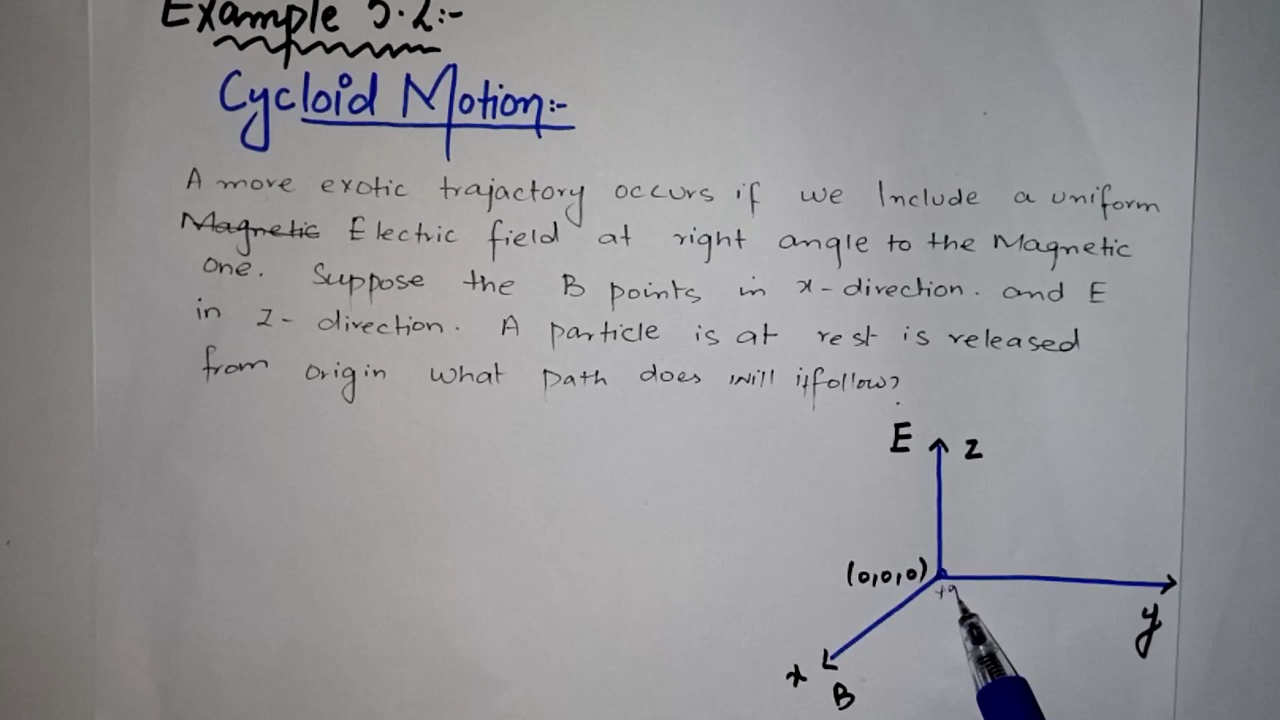 Example 5.2:-
Cycloid Motion:-
A more exotic trajactory occurs if we Include a uniform
Magnetic Electric field at right angle to the Magnetic
one. Suppose the B points in x-direction. and E
in z-direction. A particle is at rest is released
from origin what path does will it follow?
E z
(0,0,0)
+q
y
x
B